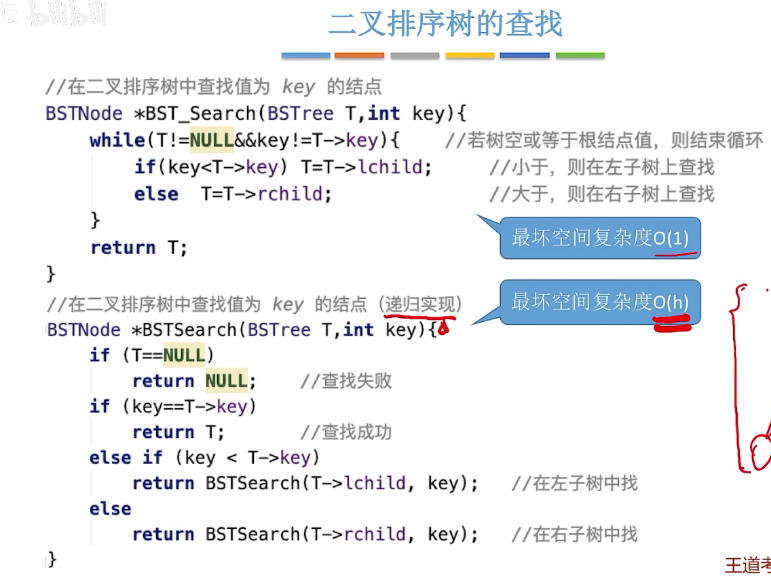 bilibili
二叉排序树的查找
//在二叉排序树中查找值为 key 的结点
BSTNode *BST_Search(BSTree T,int key){
while(T!=NULL&&key!=T->key){ //若树空或等于根结点值，则结束循环
if(key<T->key) T=T->lchild; //小于，则在左子树上查找
else T=T->rchild; //大于，则在右子树上查找
}
最坏空间复杂度O(1)
return T;
}
//在二叉排序树中查找值为 key 的结点（递归实现）
最坏空间复杂度O(h)
BSTNode *BSTSearch(BSTree T,int key){
if (T==NULL)
return NULL; //查找失败
if (key==T->key)
return T; //查找成功
else if (key < T->key)
return BSTSearch(T->lchild, key); //在左子树中找
else
return BSTSearch(T->rchild, key); //在右子树中找
}
王道考